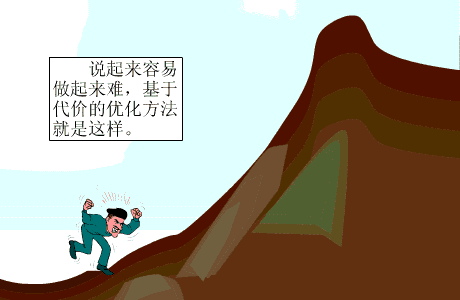 说起来容易
做起来难，基于
代价的优化方法
就是这样。